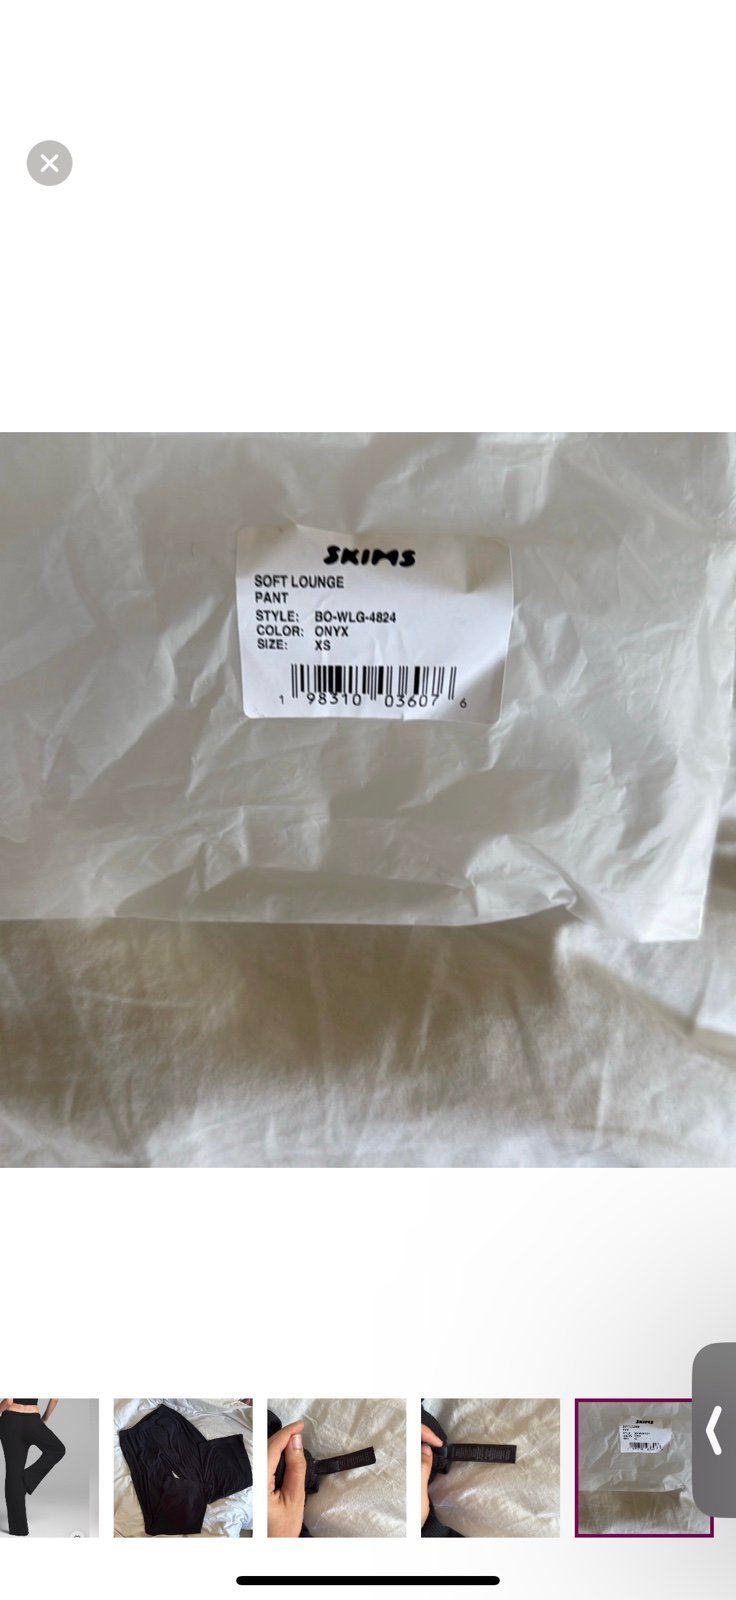 SKIMS
SOFT LOUNGE
PANT
STYLE: BO-WLG-4824
COLOR: ONYX
SIZE: XS
1 98310 03607 6